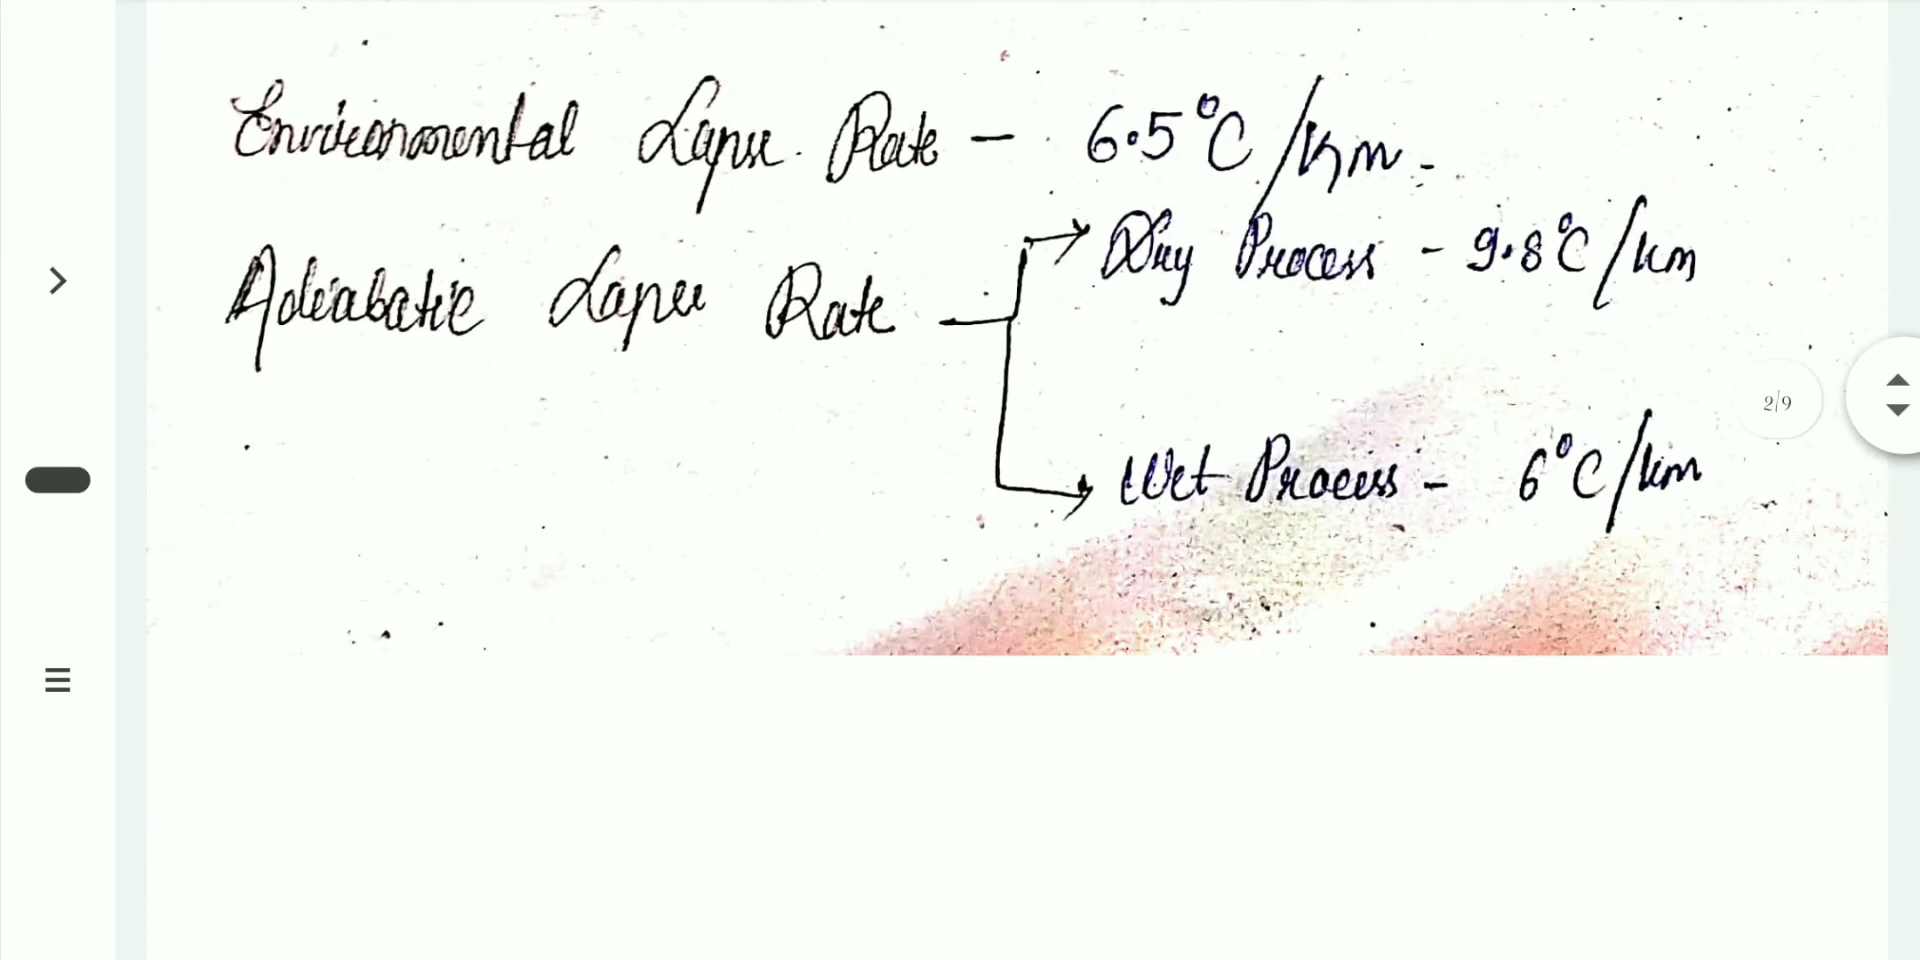 Environmental Lapse Rate - 6.5°C/Km -
Adiabatic Lapse Rate → Dry Process - 9.8°C/km
→ Wet Process - 6°C/km
2/9